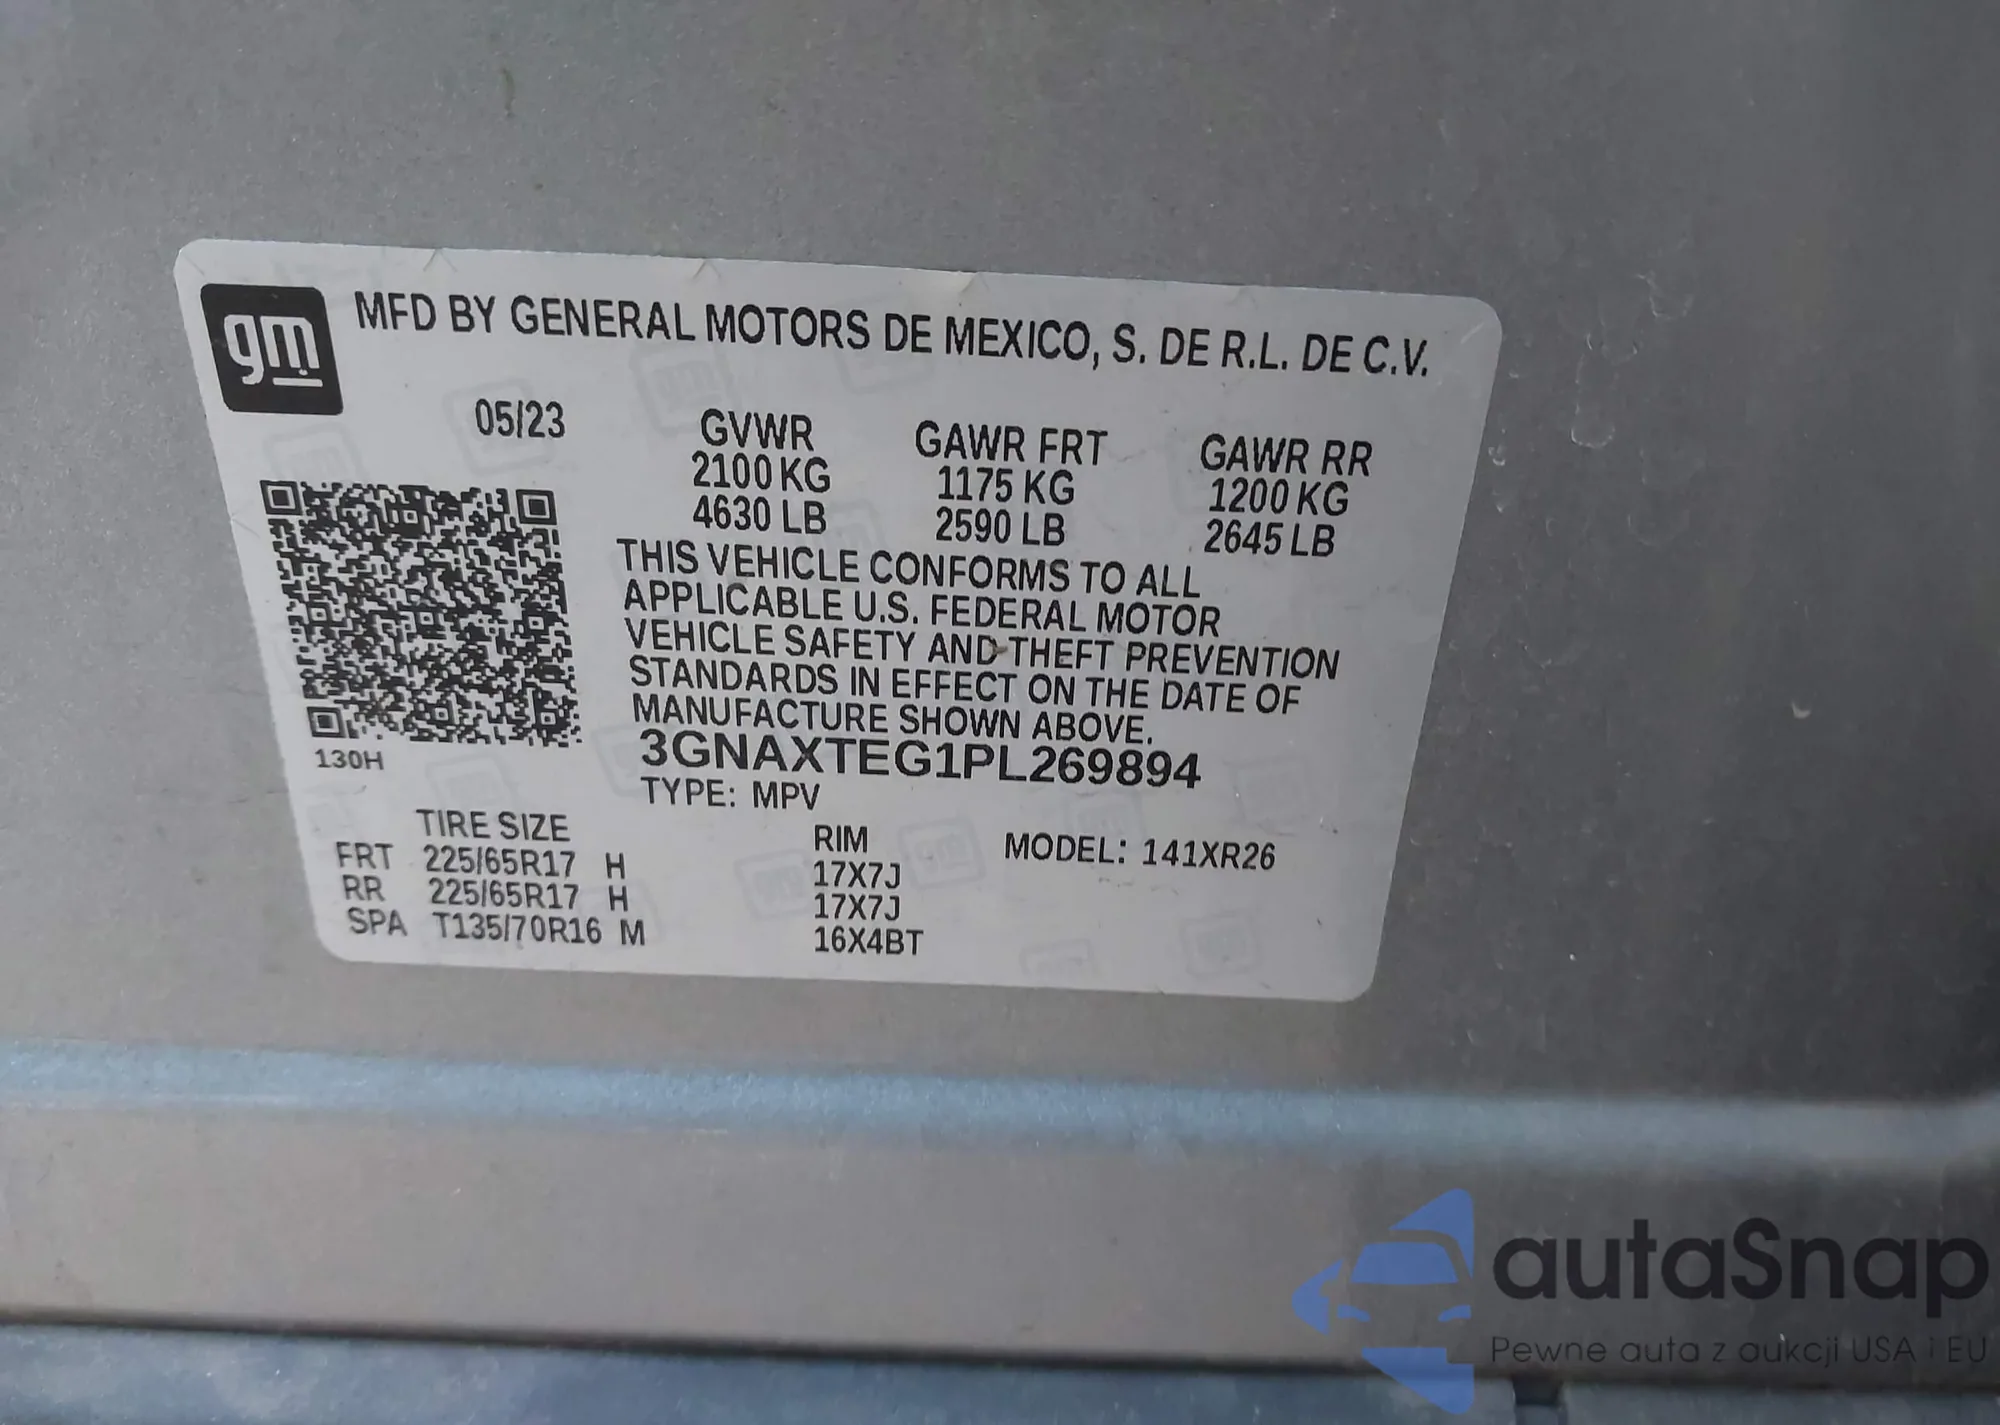 gm
MFD BY GENERAL MOTORS DE MEXICO, S. DE R.L. DE C.V.
05/23 GVWR GAWR FRT GAWR RR
2100 KG 1175 KG 1200 KG
4630 LB 2590 LB 2645 LB
THIS VEHICLE CONFORMS TO ALL
APPLICABLE U.S. FEDERAL MOTOR
VEHICLE SAFETY AND THEFT PREVENTION
STANDARDS IN EFFECT ON THE DATE OF
MANUFACTURE SHOWN ABOVE.
3GNAXTEG1PL269894
130H
TYPE: MPV
TIRE SIZE RIM MODEL: 141XR26
FRT 225/65R17 H 17X7J
RR 225/65R17 H 17X7J
SPA T135/70R16 M 16X4BT
autaSnap
Pewne auta z aukcji USA i EU